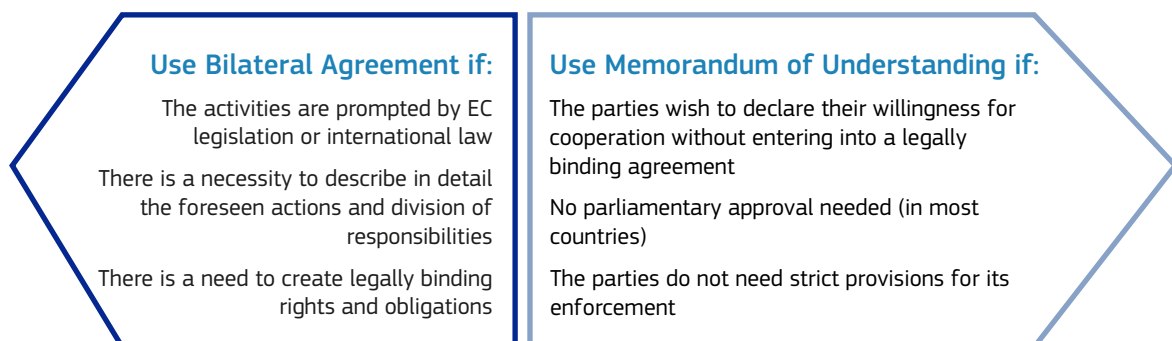 Use Bilateral Agreement if:
The activities are prompted by EC
legislation or international law
There is a necessity to describe in detail
the foreseen actions and division of
responsibilities
There is a need to create legally binding
rights and obligations
Use Memorandum of Understanding if:
The parties wish to declare their willingness for
cooperation without entering into a legally
binding agreement
No parliamentary approval needed (in most
countries)
The parties do not need strict provisions for its
enforcement